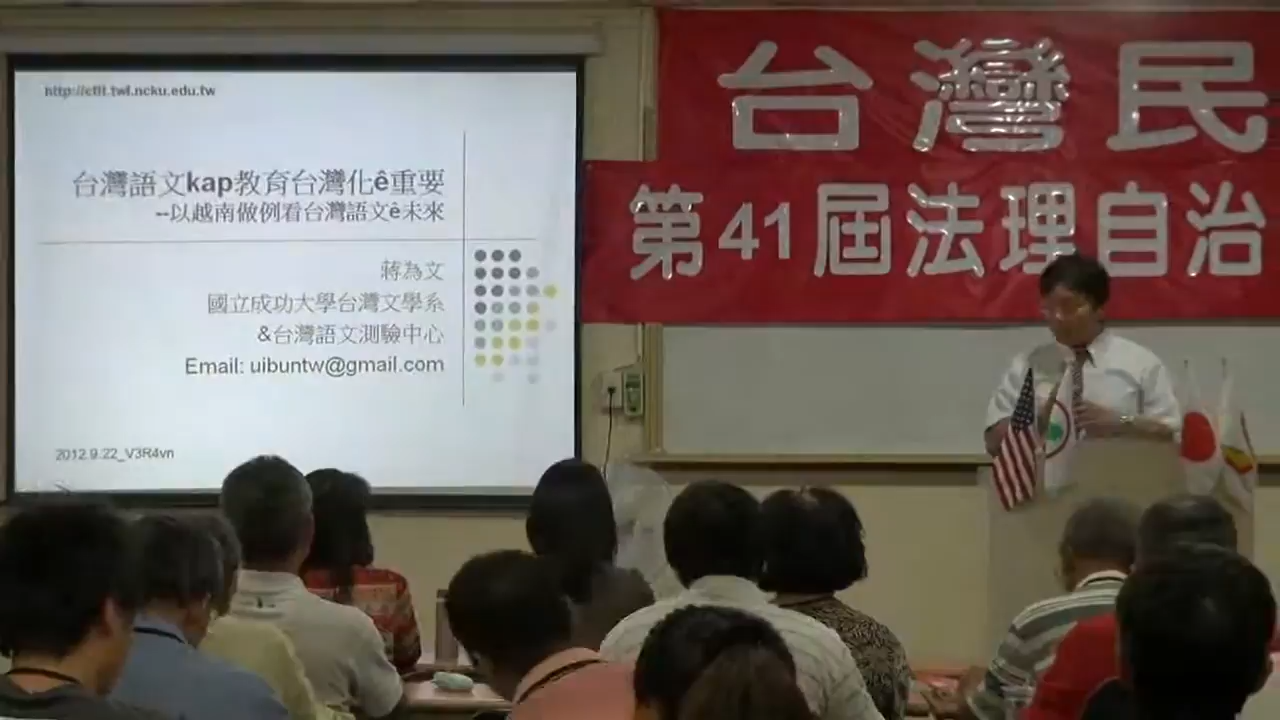 http://cflt.twl.ncku.edu.tw
台灣語文kap教育台灣化ê重要
--以越南做例看台灣語文ê未來
蔣為文
國立成功大學台灣文學系
&台灣語文測驗中心
Email: uibuntw@gmail.com
2012.9.22_V3R4vn
台灣民
第41屆法理自治